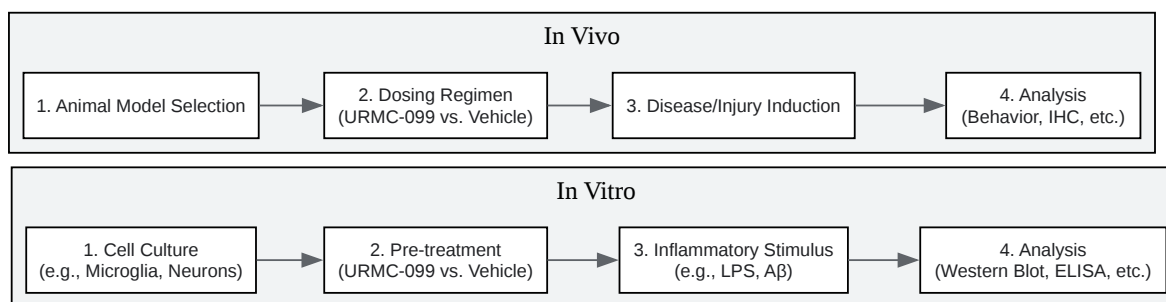 In Vivo
1. Animal Model Selection
2. Dosing Regimen
(URMC-099 vs. Vehicle)
3. Disease/Injury Induction
4. Analysis
(Behavior, IHC, etc.)
In Vitro
1. Cell Culture
(e.g., Microglia, Neurons)
2. Pre-treatment
(URMC-099 vs. Vehicle)
3. Inflammatory Stimulus
(e.g., LPS, Aβ)
4. Analysis
(Western Blot, ELISA, etc.)